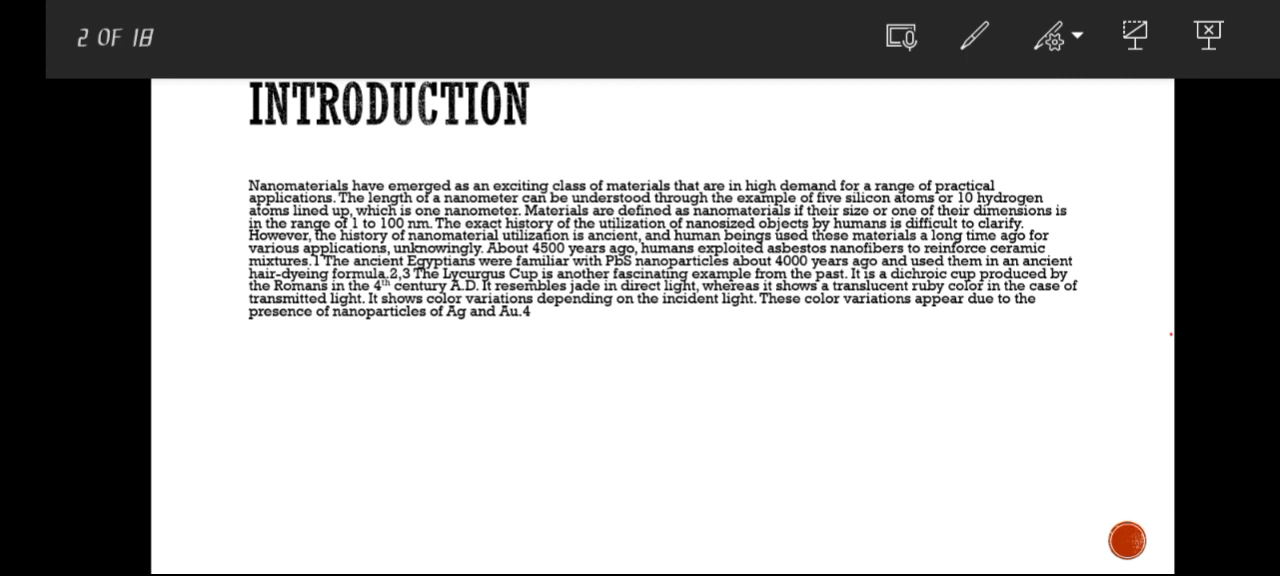 2 OF 18
INTRODUCTION
Nanomaterials have emerged as an exciting class of materials that are in high demand for a range of practical
applications. The length of a nanometer can be understood through the example of five silicon atoms or 10 hydrogen
atoms lined up, which is one nanometer. Materials are defined as nanomaterials if their size or one of their dimensions is
in the range of 1 to 100 nm. The exact history of the utilization of nanosized objects by humans is difficult to clarify.
However, the history of nanomaterial utilization is ancient, and human beings used these materials a long time ago for
various applications, unknowingly. About 4500 years ago, humans exploited asbestos nanofibers to reinforce ceramic
mixtures.1 The ancient Egyptians were familiar with PbS nanoparticles about 4000 years ago and used them in an ancient
hair-dyeing formula.2,3 The Lycurgus Cup is another fascinating example from the past. It is a dichroic cup produced by
the Romans in the 4th century A.D. It resembles jade in direct light, whereas it shows a translucent ruby color in the case of
transmitted light. It shows color variations depending on the incident light. These color variations appear due to the
presence of nanoparticles of Ag and Au.4